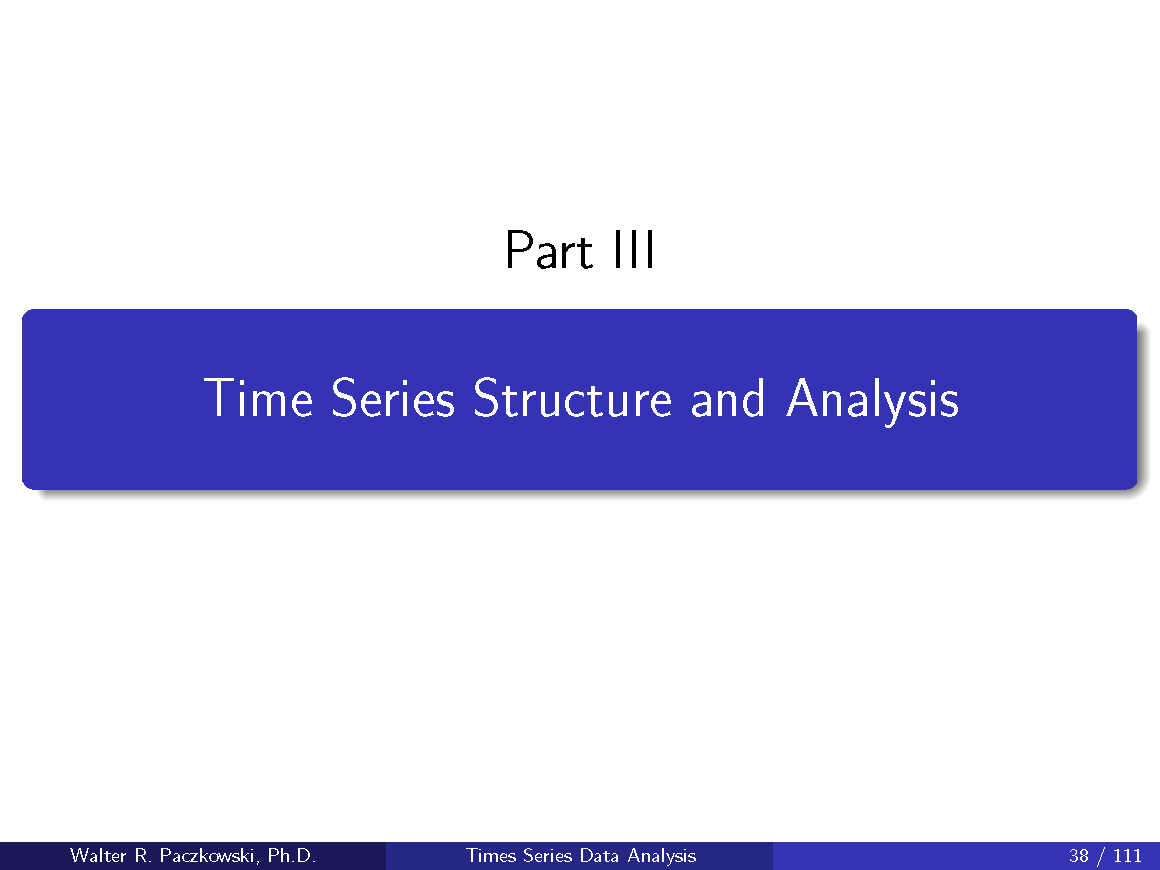 Part III
Time Series Structure and Analysis
Walter R. Paczkowski, Ph.D.
Times Series Data Analysis
38 / 111